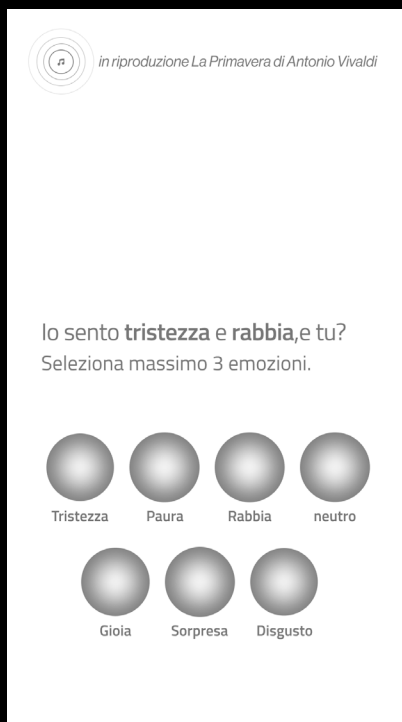 in riproduzione La Primavera di Antonio Vivaldi
Io sento tristezza e rabbia,e tu?
Seleziona massimo 3 emozioni.
Tristezza Paura Rabbia neutro
Gioia Sorpresa Disgusto